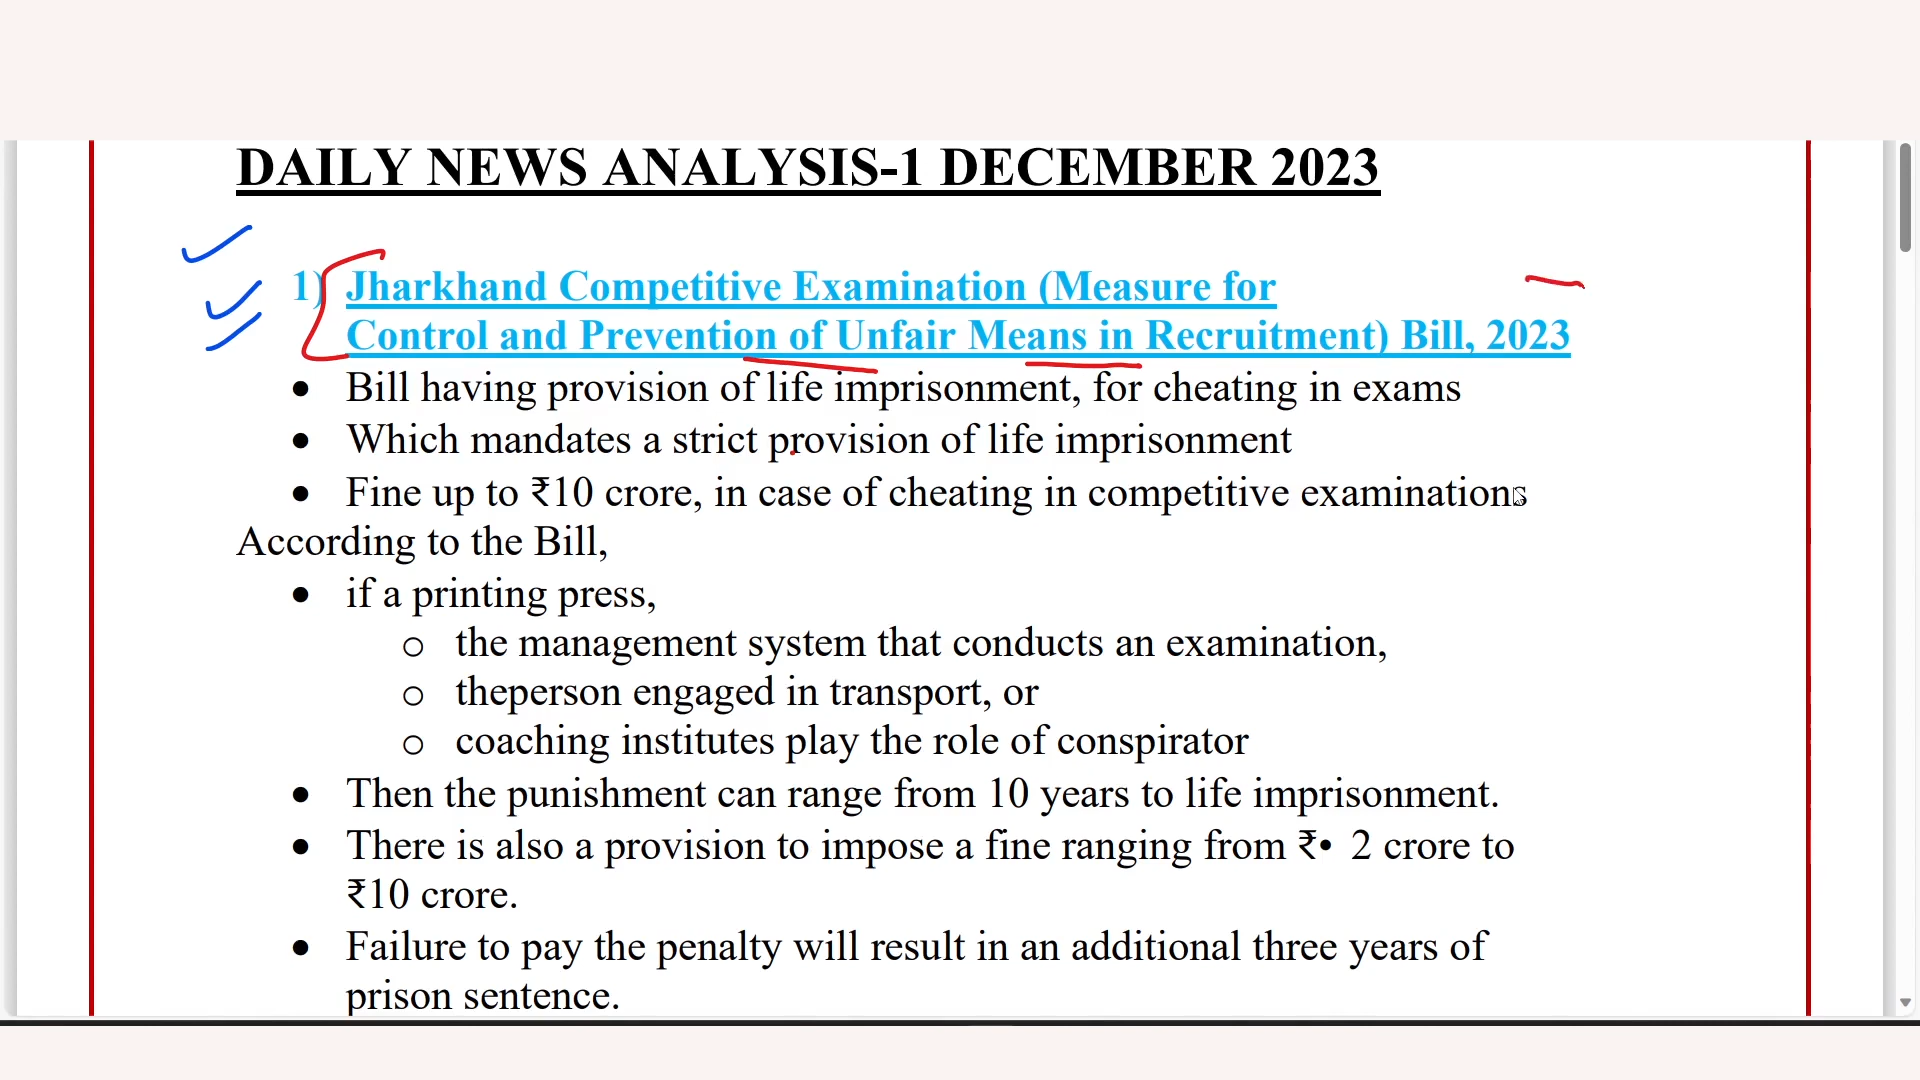 DAILY NEWS ANALYSIS-1 DECEMBER 2023
1) Jharkhand Competitive Examination (Measure for
Control and Prevention of Unfair Means in Recruitment) Bill, 2023
● Bill having provision of life imprisonment, for cheating in exams
● Which mandates a strict provision of life imprisonment
● Fine up to ₹10 crore, in case of cheating in competitive examinations
According to the Bill,
● if a printing press,
o the management system that conducts an examination,
o theperson engaged in transport, or
o coaching institutes play the role of conspirator
● Then the punishment can range from 10 years to life imprisonment.
● There is also a provision to impose a fine ranging from ₹• 2 crore to
₹10 crore.
● Failure to pay the penalty will result in an additional three years of
prison sentence.